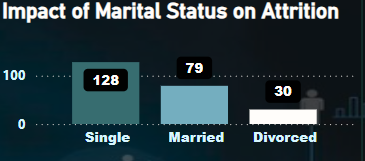 Impact of Marital Status on Attrition
100
128
79
30
0
Single Married Divorced